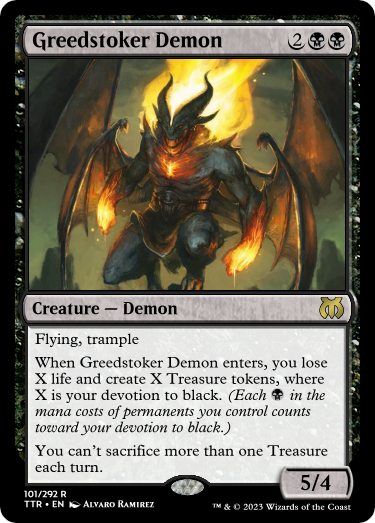 Greedstoker Demon 2
Creature — Demon
Flying, trample
When Greedstoker Demon enters, you lose
X life and create X Treasure tokens, where
X is your devotion to black. (Each in the
mana costs of permanents you control counts
toward your devotion to black.)
You can't sacrifice more than one Treasure
each turn.
5/4
101/292 R
TTR • EN Alvaro Ramirez
™ & © 2023 Wizards of the Coast